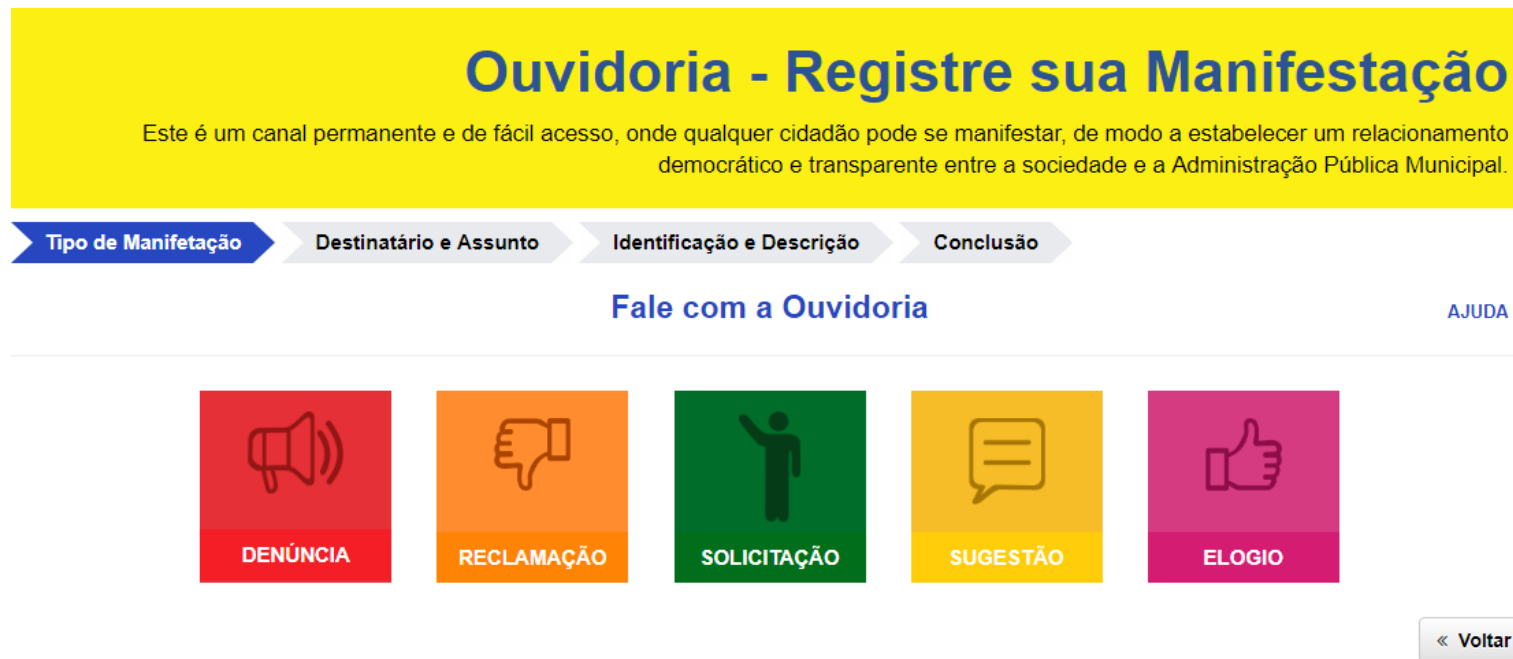 Ouvidoria - Registre sua Manifestação
Este é um canal permanente e de fácil acesso, onde qualquer cidadão pode se manifestar, de modo a estabelecer um relacionamento
democrático e transparente entre a sociedade e a Administração Pública Municipal.
Tipo de Manifetação Destinatário e Assunto Identificação e Descrição Conclusão
Fale com a Ouvidoria AJUDA
DENÚNCIA RECLAMAÇÃO SOLICITAÇÃO SUGESTÃO ELOGIO
« Voltar